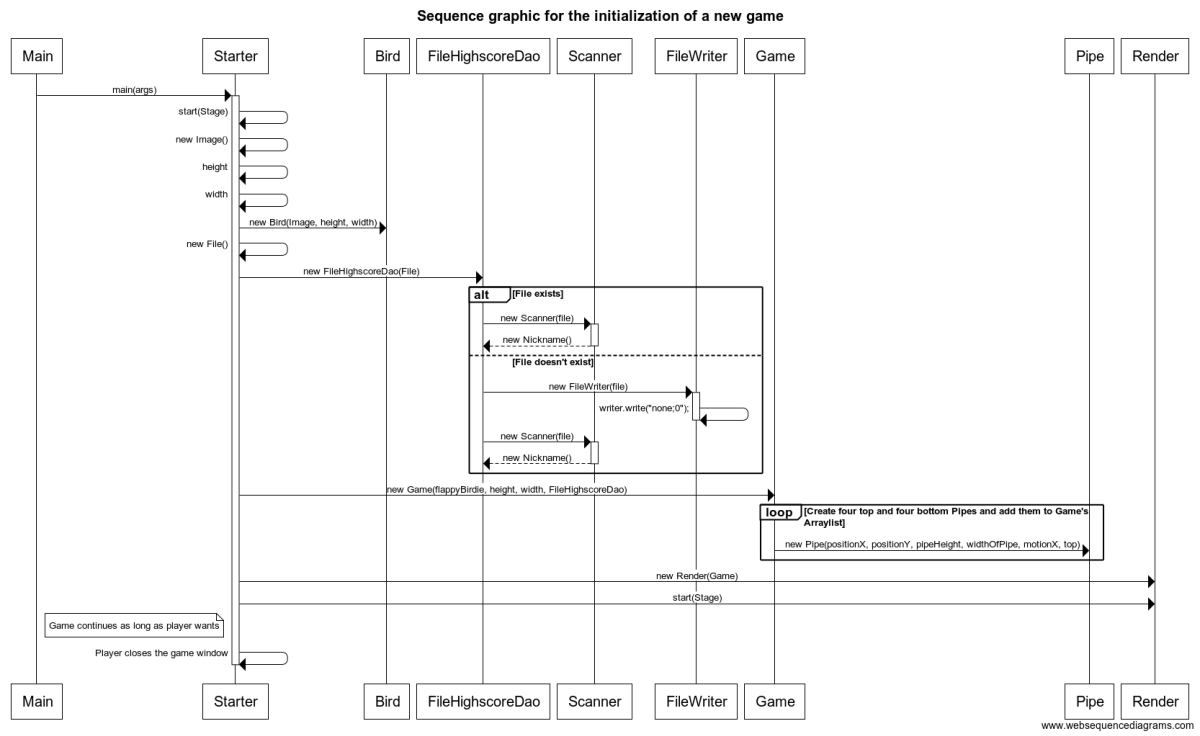 Sequence graphic for the initialization of a new game
Main Starter Bird FileHighscoreDao Scanner FileWriter Game Pipe Render
main(args)
start(Stage)
new Image()
height
width
new Bird(Image, height, width)
new File()
new FileHighscoreDao(File)
alt [File exists]
new Scanner(file)
new Nickname()
[File doesn't exist]
new FileWriter(file)
writer.write("none;0");
new Scanner(file)
new Nickname()
new Game(flappyBirdie, height, width, FileHighscoreDao)
loop [Create four top and four bottom Pipes and add them to Game's
Arraylist]
new Pipe(positionX, positionY, pipeHeight, widthOfPipe, motionX, top)
new Render(Game)
start(Stage)
Game continues as long as player wants
Player closes the game window
Main Starter Bird FileHighscoreDao Scanner FileWriter Game Pipe Render
www.websequencediagrams.com